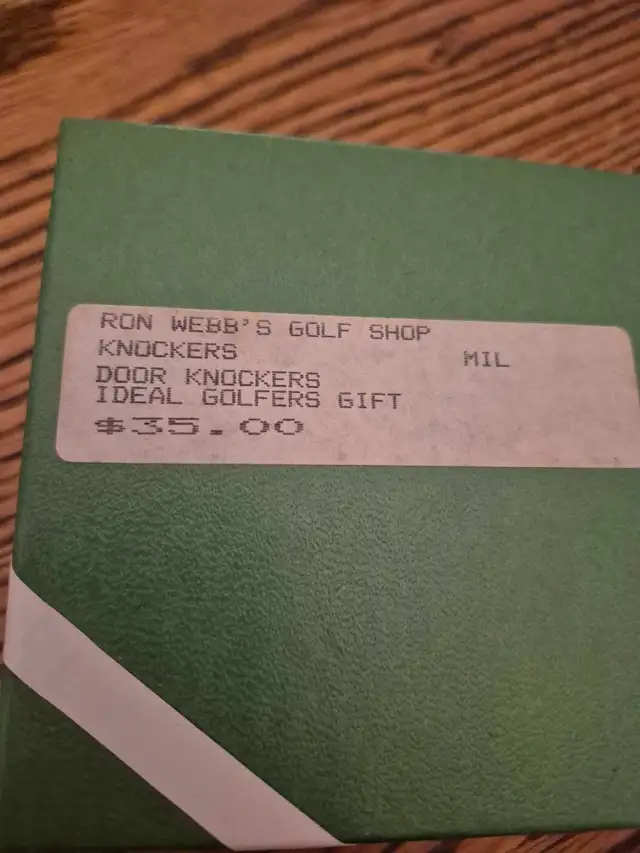 RON WEBB'S GOLF SHOP
KNOCKERS MIL
DOOR KNOCKERS
IDEAL GOLFERS GIFT
$35.00